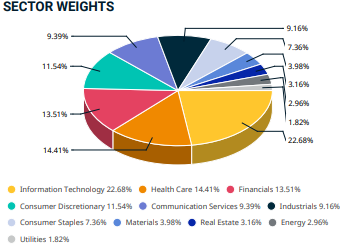 SECTOR WEIGHTS
9.39%
9.16%
7.36%
11.54%
3.98%
3.16%
2.96%
13.51%
1.82%
22.68%
14.41%
Information Technology 22.68% Health Care 14.41% Financials 13.51%
Consumer Discretionary 11.54% Communication Services 9.39% Industrials 9.16%
Consumer Staples 7.36% Materials 3.98% Real Estate 3.16% Energy 2.96%
Utilities 1.82%